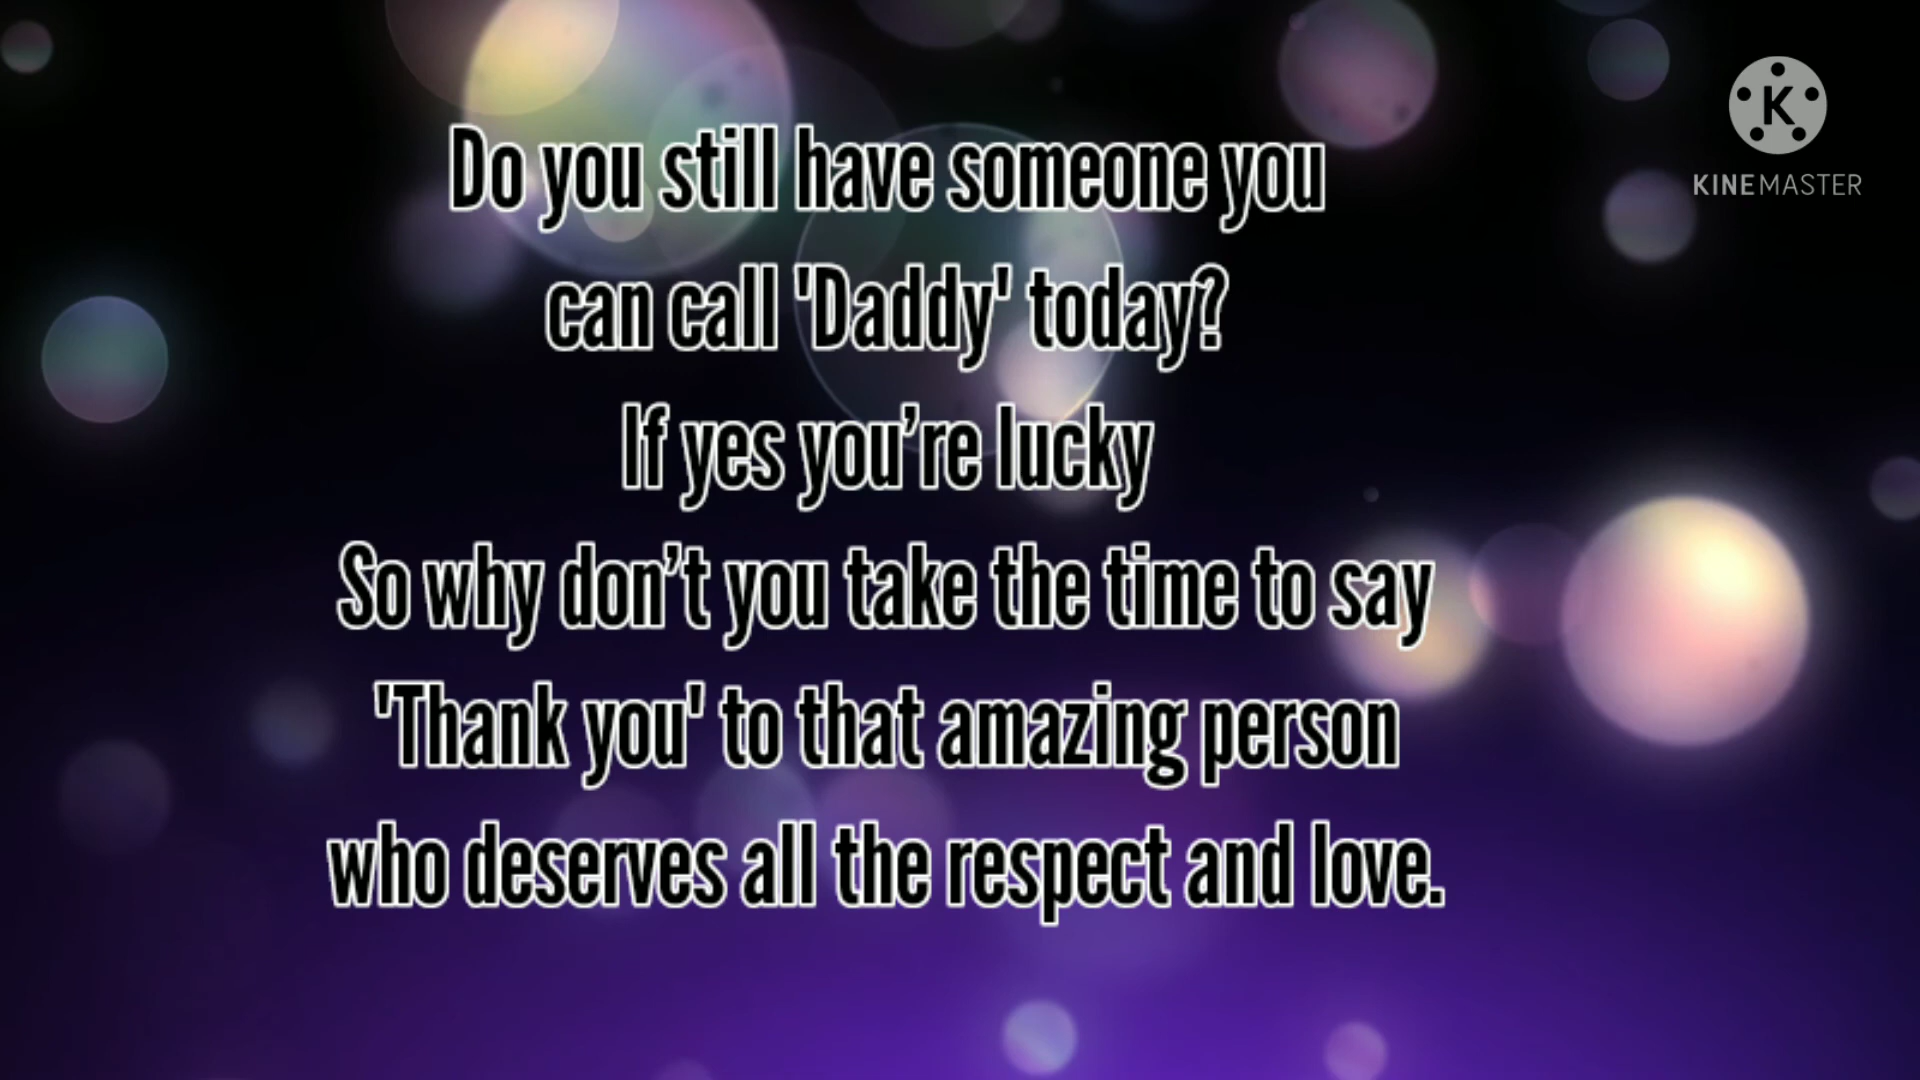 K
KINEMASTER
Do you still have someone you
can call 'Daddy' today?
If yes you’re lucky
So why don’t you take the time to say
'Thank you' to that amazing person
who deserves all the respect and love.